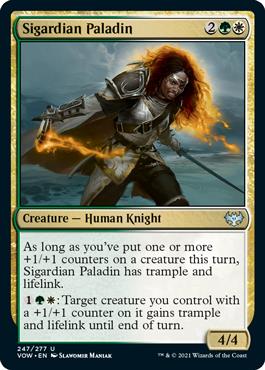 Sigardian Paladin 2
Creature — Human Knight
As long as you've put one or more
+1/+1 counters on a creature this turn,
Sigardian Paladin has trample and
lifelink.
1 : Target creature you control with
a +1/+1 counter on it gains trample
and lifelink until end of turn.
4/4
247/277 U
VOW • EN SLAWOMIR MANIAK
™ & © 2021 Wizards of the Coast